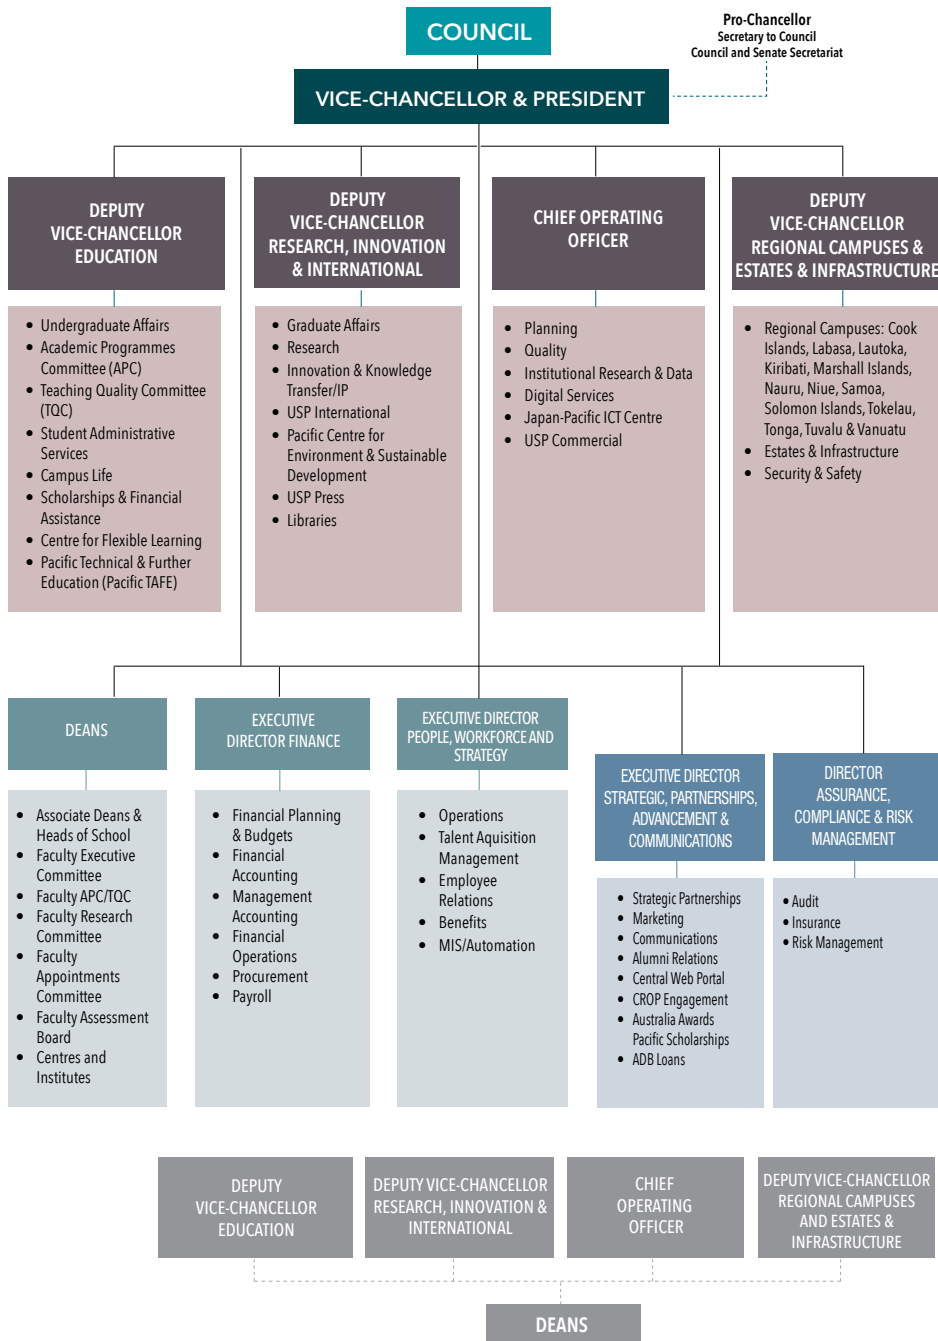 COUNCIL
Pro-Chancellor
Secretary to Council
Council and Senate Secretariat
VICE-CHANCELLOR & PRESIDENT
DEPUTY
VICE-CHANCELLOR
EDUCATION
• Undergraduate Affairs
• Academic Programmes
Committee (APC)
• Teaching Quality Committee
(TQC)
• Student Administrative
Services
• Campus Life
• Scholarships & Financial
Assistance
• Centre for Flexible Learning
• Pacific Technical & Further
Education (Pacific TAFE)
DEPUTY
VICE-CHANCELLOR
RESEARCH, INNOVATION
& INTERNATIONAL
• Graduate Affairs
• Research
• Innovation & Knowledge
Transfer/IP
• USP International
• Pacific Centre for
Environment & Sustainable
Development
• USP Press
• Libraries
CHIEF OPERATING
OFFICER
• Planning
• Quality
• Institutional Research & Data
• Digital Services
• Japan-Pacific ICT Centre
• USP Commercial
DEPUTY
VICE-CHANCELLOR
REGIONAL CAMPUSES &
ESTATES & INFRASTRUCTURE
• Regional Campuses: Cook
Islands, Labasa, Lautoka,
Kiribati, Marshall Islands,
Nauru, Niue, Samoa,
Solomon Islands, Tokelau,
Tonga, Tuvalu & Vanuatu
• Estates & Infrastructure
• Security & Safety
DEANS
• Associate Deans &
Heads of School
• Faculty Executive
Committee
• Faculty APC/TQC
• Faculty Research
Committee
• Faculty
Appointments
Committee
• Faculty Assessment
Board
• Centres and
Institutes
EXECUTIVE
DIRECTOR FINANCE
• Financial Planning
& Budgets
• Financial
Accounting
• Management
Accounting
• Financial
Operations
• Procurement
• Payroll
EXECUTIVE DIRECTOR
PEOPLE, WORKFORCE AND
STRATEGY
• Operations
• Talent Aquisition
Management
• Employee
Relations
• Benefits
• MIS/Automation
EXECUTIVE DIRECTOR
STRATEGIC, PARTNERSHIPS,
ADVANCEMENT &
COMMUNICATIONS
• Strategic Partnerships
• Marketing
• Communications
• Alumni Relations
• Central Web Portal
• CROP Engagement
• Australia Awards
Pacific Scholarships
• ADB Loans
DIRECTOR
ASSURANCE,
COMPLIANCE & RISK
MANAGEMENT
• Audit
• Insurance
• Risk Management
DEPUTY
VICE-CHANCELLOR
EDUCATION
DEPUTY VICE-CHANCELLOR
RESEARCH, INNOVATION &
INTERNATIONAL
CHIEF
OPERATING
OFFICER
DEPUTY VICE-CHANCELLOR
REGIONAL CAMPUSES
AND ESTATES &
INFRASTRUCTURE
DEANS